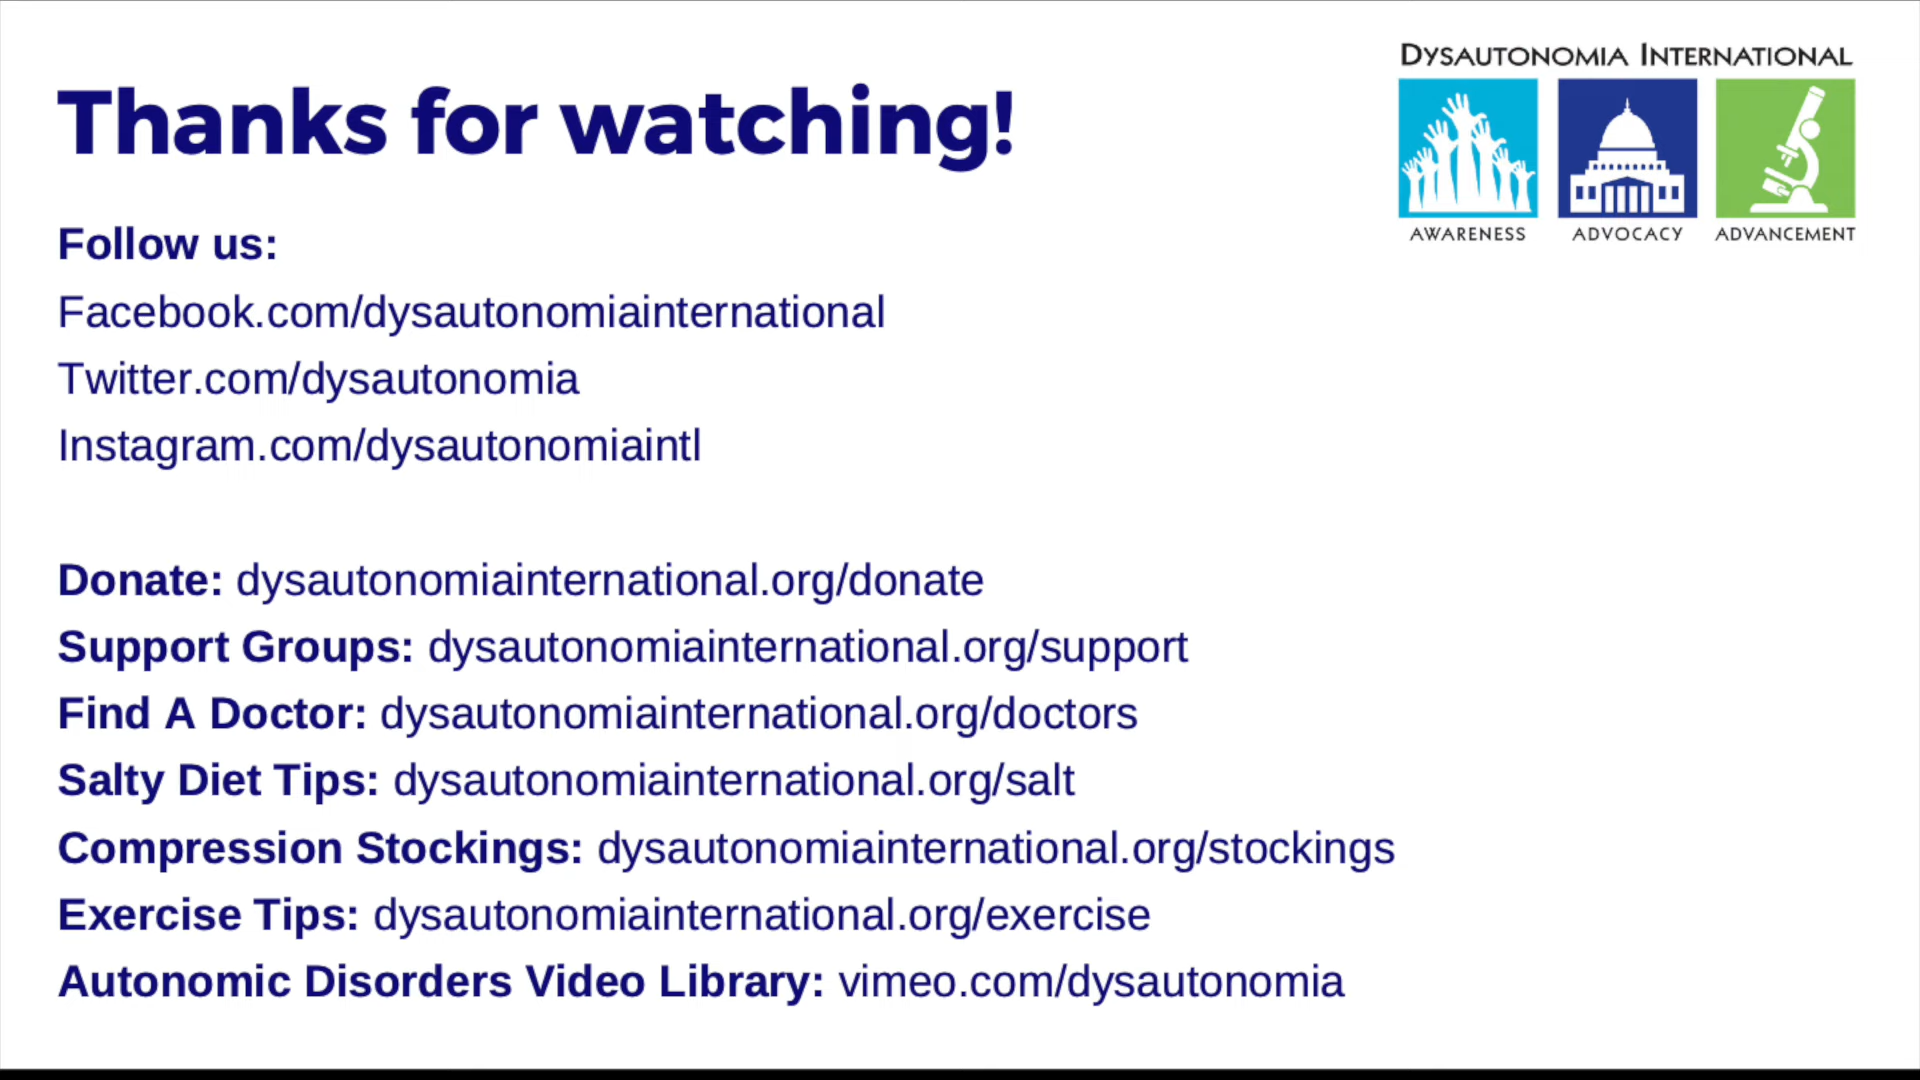 Thanks for watching!
DYSAUTONOMIA INTERNATIONAL
AWARENESS ADVOCACY ADVANCEMENT
Follow us:
Facebook.com/dysautonomiainternational
Twitter.com/dysautonomia
Instagram.com/dysautonomiaintl
Donate: dysautonomiainternational.org/donate
Support Groups: dysautonomiainternational.org/support
Find A Doctor: dysautonomiainternational.org/doctors
Salty Diet Tips: dysautonomiainternational.org/salt
Compression Stockings: dysautonomiainternational.org/stockings
Exercise Tips: dysautonomiainternational.org/exercise
Autonomic Disorders Video Library: vimeo.com/dysautonomia